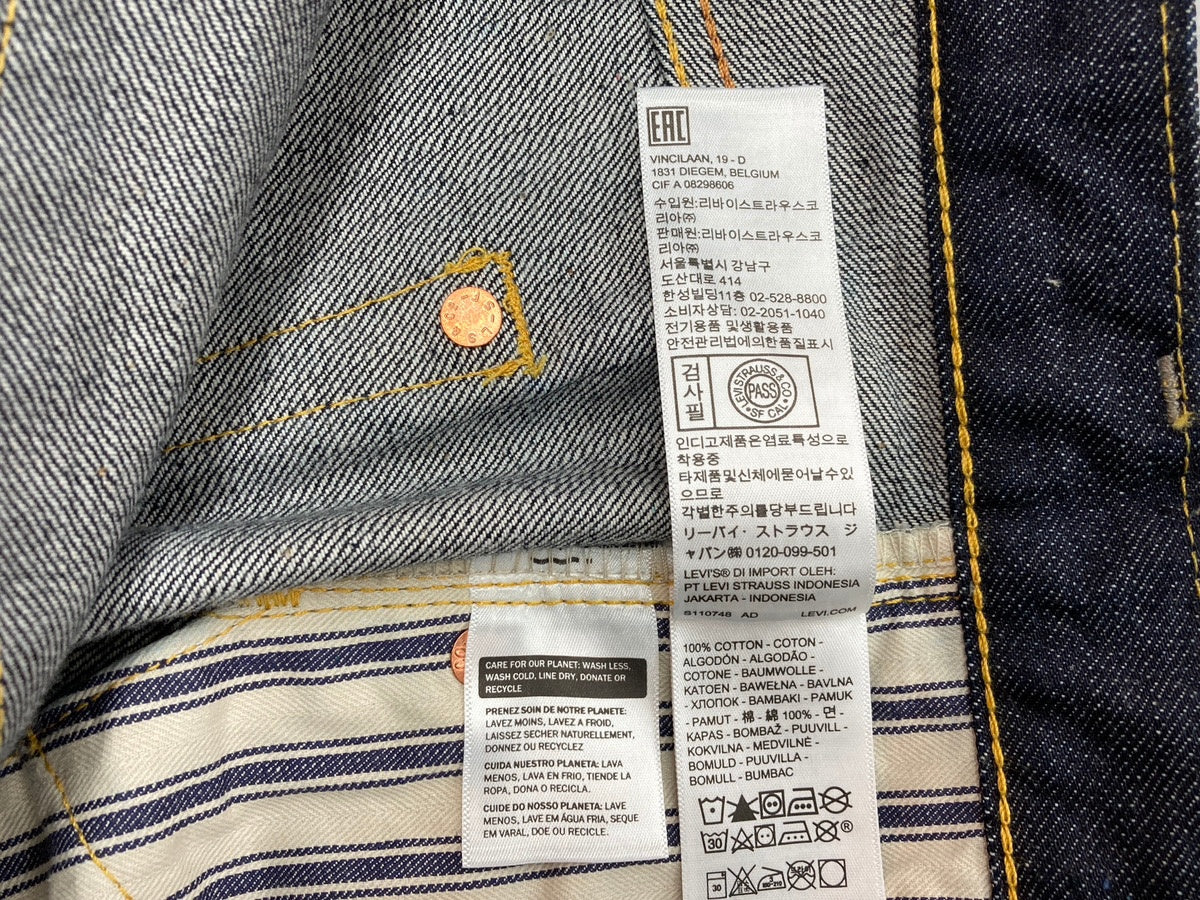 EAC
VINCILAAN, 19 - D
1831 DIEGEM, BELGIUM
CIF A 08298606
수입원:리바이스트라우스코
리아㈜
판매원:리바이스트라우스코
리아㈜
서울특별시 강남구
도산대로 414
한성빌딩11층 02-528-8800
소비자상담: 02-2051-1040
전기용품 및생활용품
안전관리법에의한품질표시
검사필
LEVI STRAUSS & CO
PASS
SF CAL
인디고제품은염료특성으로
착용중
타제품및신체에묻어날수있
으므로
각별한주의를당부드립니다
リーバイ・ストラウス ジ
ャパン㈱ 0120-099-501
LEVI'S® DI IMPORT OLEH:
PT LEVI STRAUSS INDONESIA
JAKARTA - INDONESIA
S110748 AD LEVI.COM
100% COTTON - COTON -
ALGODÓN - ALGODÃO -
COTONE - BAUMWOLLE -
KATOEN - BAWEŁNA - BAVLNA
- ХЛОПОК - BAMBAKI - PAMUK
- PAMUT - 棉 - 綿 100% - 면 -
KAPAS - BOMBAŽ - PUUVILL -
KOKVILNA - MEDVILNĖ -
BOMULD - PUUVILLA -
BOMULL - BUMBAC
30
®
30
CARE FOR OUR PLANET: WASH LESS,
WASH COLD, LINE DRY, DONATE OR
RECYCLE
PRENEZ SOIN DE NOTRE PLANETE:
LAVEZ MOINS, LAVEZ A FROID,
LAISSEZ SECHER NATURELLEMENT,
DONNEZ OU RECYCLEZ
CUIDA NUESTRO PLANETA: LAVA
MENOS, LAVA EN FRIO, TIENDE LA
ROPA, DONA O RECICLA.
CUIDE DO NOSSO PLANETA: LAVE
MENOS, LAVE EM ÁGUA FRIA, SEQUE
EM VARAL, DOE OU RECICLE.